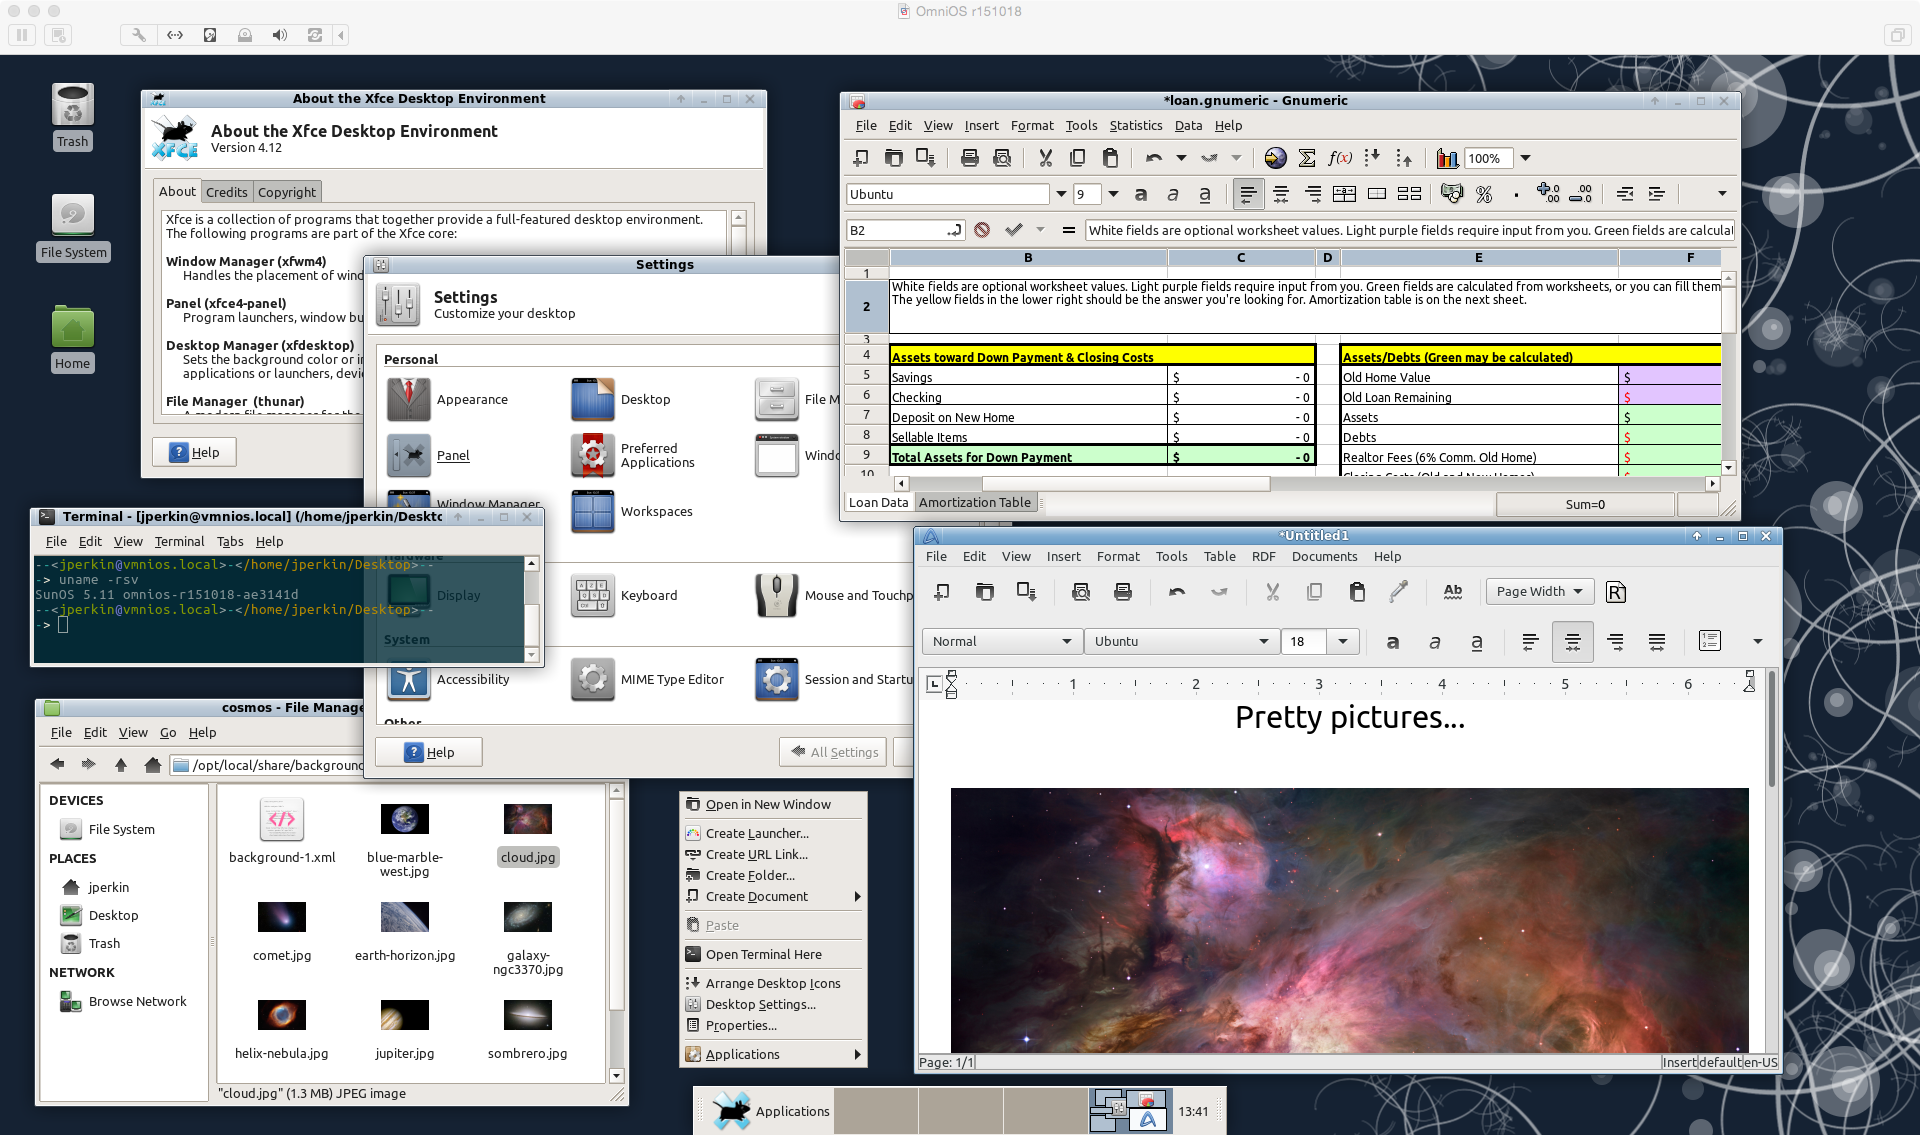 OmniOS r151018
Trash
File System
Home
About the Xfce Desktop Environment
About the Xfce Desktop Environment
Version 4.12
XFCE
About
Credits
Copyright
Xfce is a collection of programs that together provide a full-featured desktop environment.
The following programs are part of the Xfce core:
Window Manager (xfwm4)
Handles the placement of wind
Panel (xfce4-panel)
Program launchers, window bu
Desktop Manager (xfdesktop)
Sets the background color or i
applications or launchers, devi
File Manager (thunar)
Help
Settings
Settings
Customize your desktop
Personal
Appearance
Desktop
File M
Panel
Preferred
Applications
Windo
Window Manager
Workspaces
Hardware
Display
Keyboard
Mouse and Touchp
System
Accessibility
MIME Type Editor
Session and Startu
Other
Help
All Settings
Terminal - [jperkin@vmnios.local] (/home/jperkin/Deskto
File Edit View Terminal Tabs Help
--<jperkin@vmnios.local>-</home/jperkin/Desktop>--
-> uname -rsv
SunOS 5.11 omnios-r151018-ae3141d
--<jperkin@vmnios.local>-</home/jperkin/Desktop>--
->
cosmos - File Manage
File Edit View Go Help
/opt/local/share/background
DEVICES
File System
PLACES
jperkin
Desktop
Trash
NETWORK
Browse Network
background-1.xml
blue-marble-
west.jpg
cloud.jpg
comet.jpg
earth-horizon.jpg
galaxy-
ngc3370.jpg
helix-nebula.jpg
jupiter.jpg
sombrero.jpg
"cloud.jpg" (1.3 MB) JPEG image
Open in New Window
Create Launcher...
Create URL Link...
Create Folder...
Create Document
Paste
Open Terminal Here
Arrange Desktop Icons
Desktop Settings...
Properties...
Applications
*loan.gnumeric - Gnumeric
File Edit View Insert Format Tools Statistics Data Help
f(x)
100%
Ubuntu
9
a a a
%
.0 .00
B2
= White fields are optional worksheet values. Light purple fields require input from you. Green fields are calculat
B C D E F
1
2
White fields are optional worksheet values. Light purple fields require input from you. Green fields are calculated from worksheets, or you can fill them
The yellow fields in the lower right should be the answer you're looking for. Amortization table is on the next sheet.
3
4 Assets toward Down Payment & Closing Costs Assets/Debts (Green may be calculated)
5 Savings $ - 0 Old Home Value $
6 Checking $ - 0 Old Loan Remaining $
7 Deposit on New Home $ - 0 Assets $
8 Sellable Items $ - 0 Debts $
9 Total Assets for Down Payment $ - 0 Realtor Fees (6% Comm. Old Home) $
10 Closing Costs (Old and New Homes) $
Loan Data
Amortization Table
Sum=0
*Untitled1
File Edit View Insert Format Tools Table RDF Documents Help
Ab
Page Width
R
Normal
Ubuntu
18
a a a
1 2 3 4 5 6
Pretty pictures...
Page: 1/1
Insert default en-US
Applications
13:41